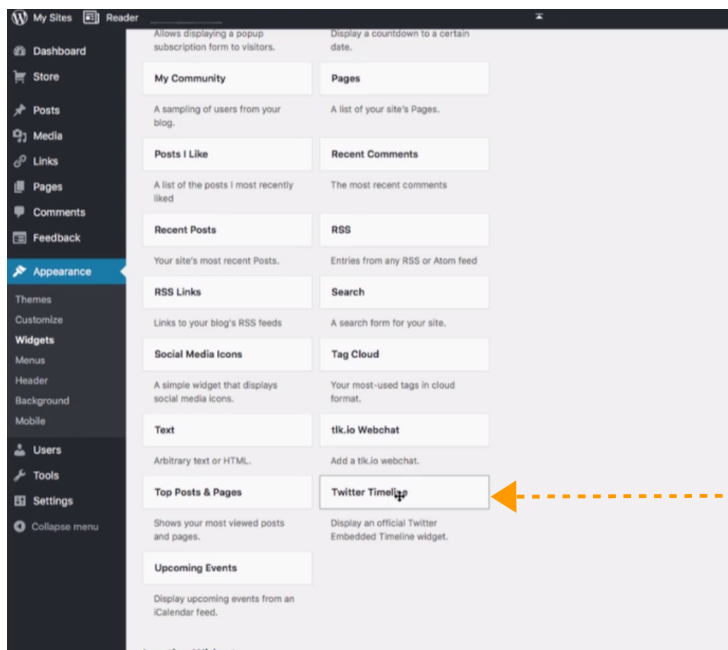 My Sites Reader
Dashboard
Store
Posts
Media
Links
Pages
Comments
Feedback
Appearance
Themes
Customize
Widgets
Menus
Header
Background
Mobile
Users
Tools
Settings
Collapse menu
Allows displaying a popup
subscription form to visitors.
Display a countdown to a certain
date.
My Community
A sampling of users from your
blog.
Pages
A list of your site's Pages.
Posts I Like
A list of the posts I most recently
liked
Recent Comments
The most recent comments
Recent Posts
Your site's most recent Posts.
RSS
Entries from any RSS or Atom feed
RSS Links
Links to your blog's RSS feeds
Search
A search form for your site.
Social Media Icons
A simple widget that displays
social media icons.
Tag Cloud
Your most-used tags in cloud
format.
Text
Arbitrary text or HTML.
tlk.io Webchat
Add a tlk.io webchat.
Top Posts & Pages
Shows your most viewed posts
and pages.
Twitter Timeline
Display an official Twitter
Embedded Timeline widget.
Upcoming Events
Display upcoming events from an
iCalendar feed.